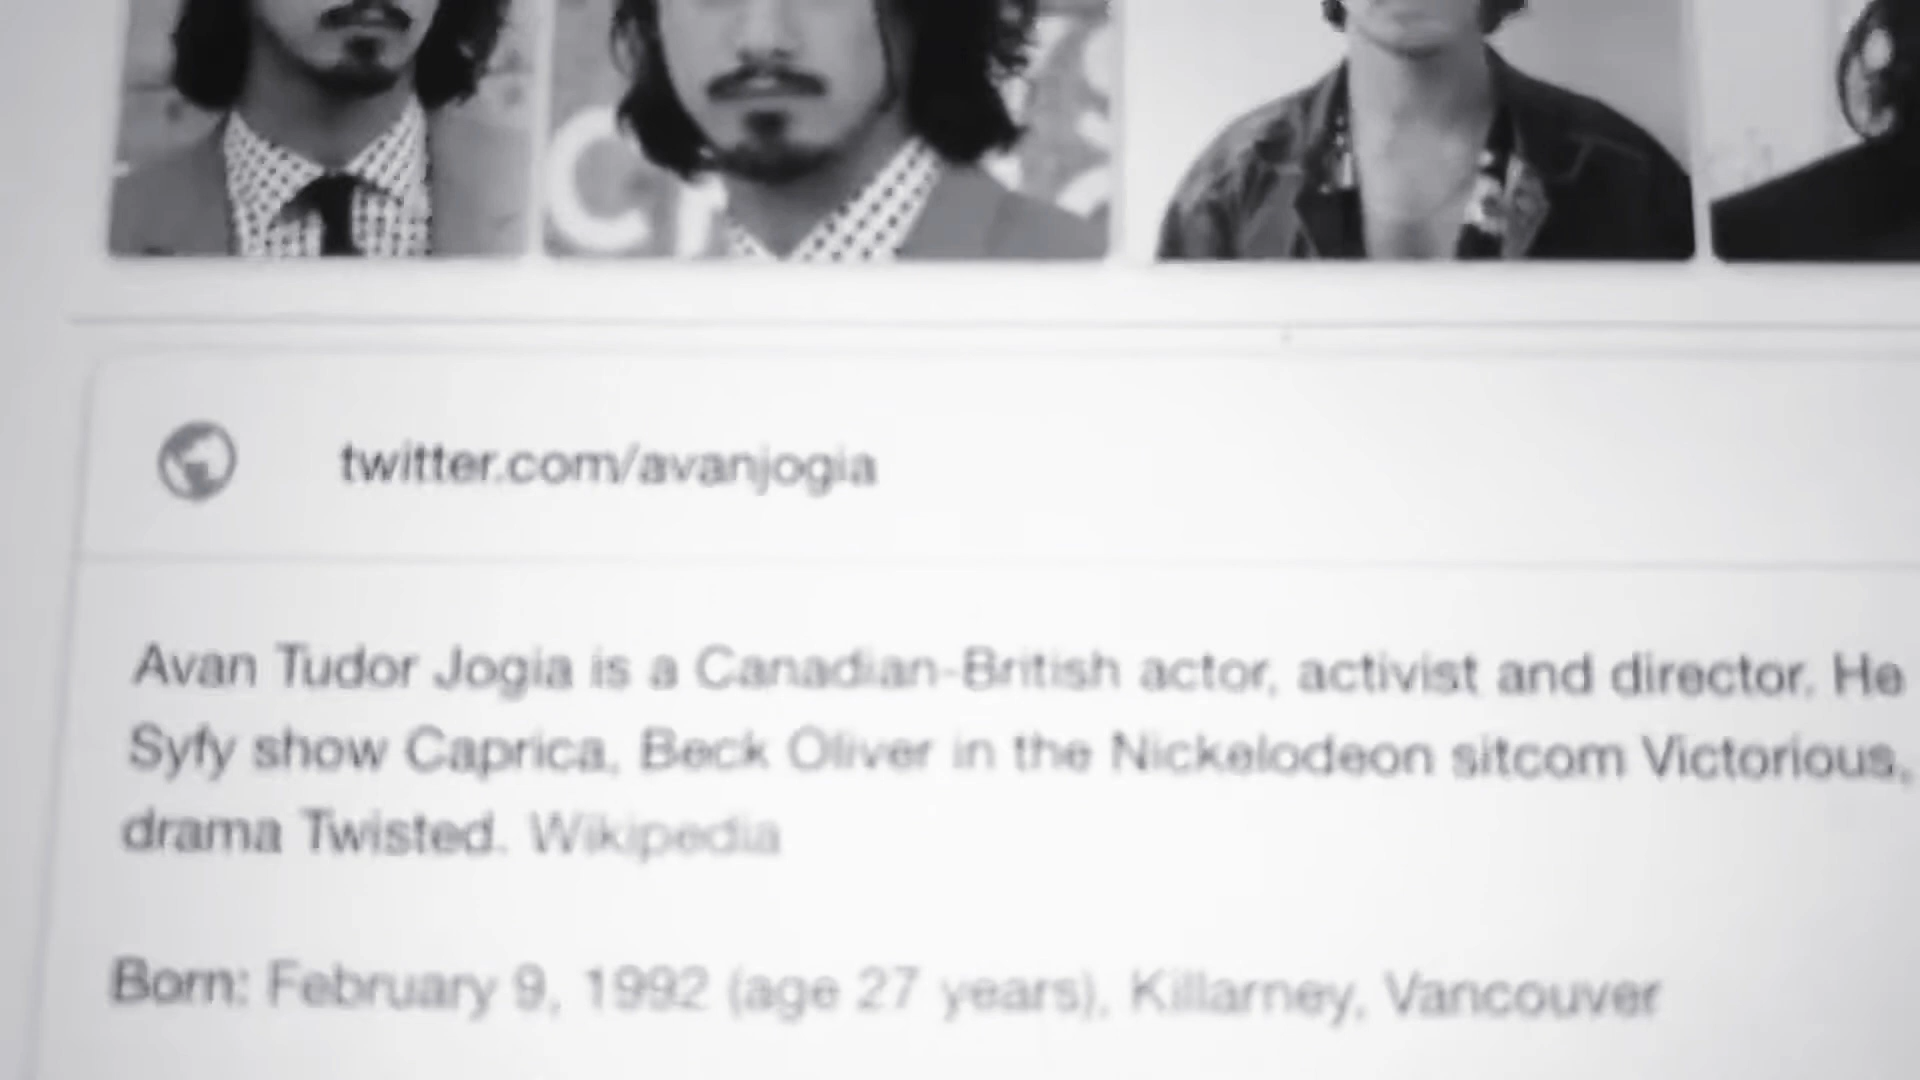 Cr
twitter.com/avanjogia
Avan Tudor Jogia is a Canadian-British actor, activist and director. He
Syfy show Caprica, Beck Oliver in the Nickelodeon sitcom Victorious,
drama Twisted. Wikipedia
Born: February 9, 1992 (age 27 years), Killarney, Vancouver